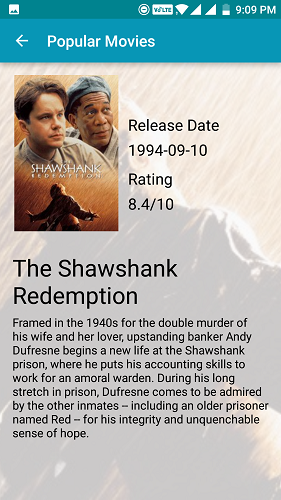 VoLTE 9:09 PM
Popular Movies
SHAWSHANK
REDEMPTION
Release Date
1994-09-10
Rating
8.4/10
The Shawshank
Redemption
Framed in the 1940s for the double murder of
his wife and her lover, upstanding banker Andy
Dufresne begins a new life at the Shawshank
prison, where he puts his accounting skills to
work for an amoral warden. During his long
stretch in prison, Dufresne comes to be admired
by the other inmates -- including an older prisoner
named Red -- for his integrity and unquenchable
sense of hope.